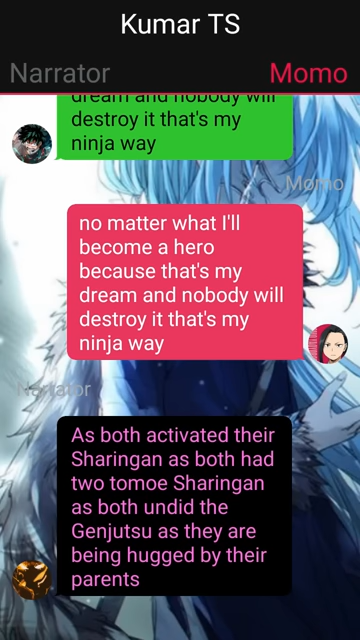 Kumar TS
Narrator
Momo
dream and nobody will
destroy it that's my
ninja way
Momo
no matter what I'll
become a hero
because that's my
dream and nobody will
destroy it that's my
ninja way
Narrator
As both activated their
Sharingan as both had
two tomoe Sharingan
as both undid the
Genjutsu as they are
being hugged by their
parents